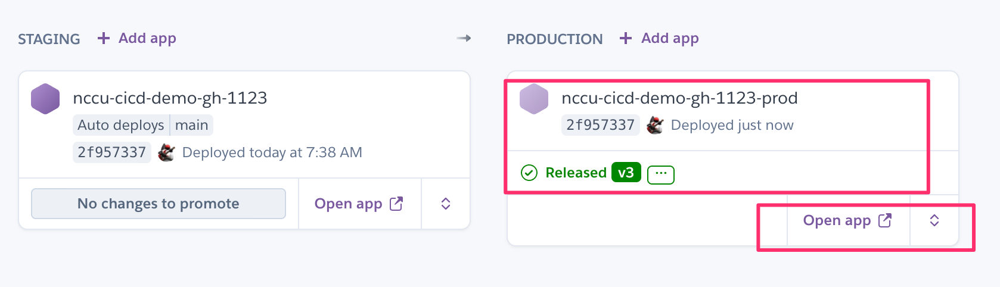 STAGING + Add app
nccu-cicd-demo-gh-1123
Auto deploys main
2f957337 Deployed today at 7:38 AM
No changes to promote
Open app
PRODUCTION + Add app
nccu-cicd-demo-gh-1123-prod
2f957337 Deployed just now
Released v3 ...
Open app